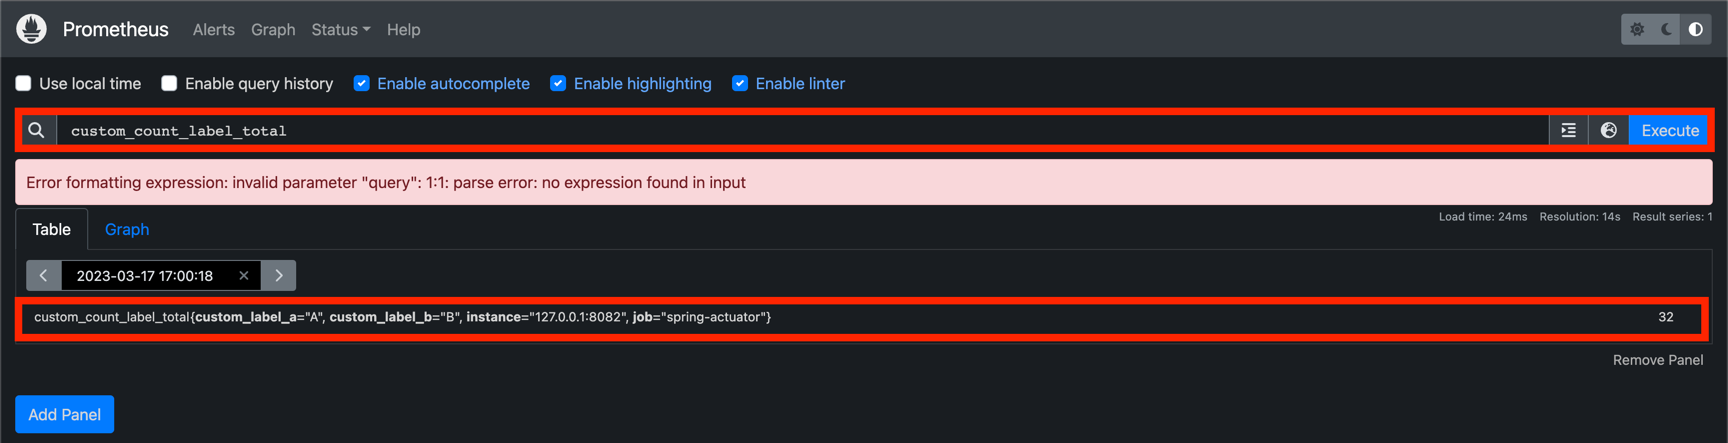 Prometheus Alerts Graph Status Help
Use local time Enable query history Enable autocomplete Enable highlighting Enable linter
custom_count_label_total Execute
Error formatting expression: invalid parameter "query": 1:1: parse error: no expression found in input
Load time: 24ms Resolution: 14s Result series: 1
Table Graph
2023-03-17 17:00:18
custom_count_label_total{custom_label_a="A", custom_label_b="B", instance="127.0.0.1:8082", job="spring-actuator"} 32
Remove Panel
Add Panel